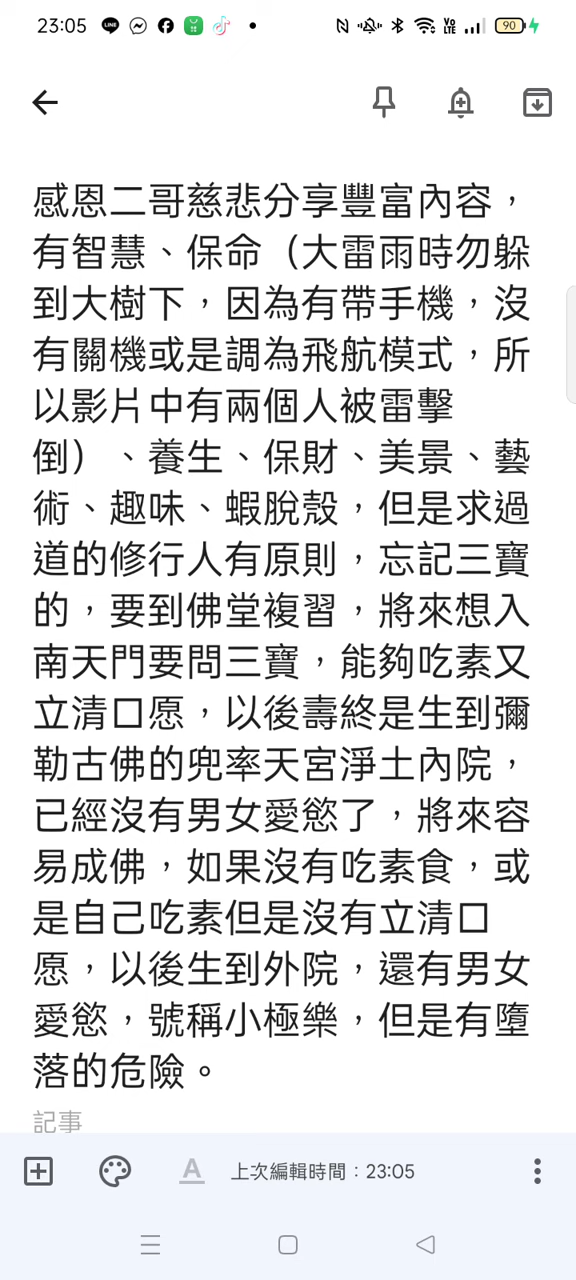 23:05
90
感恩二哥慈悲分享豐富內容，
有智慧、保命（大雷雨時勿躲
到大樹下，因為有帶手機，沒
有關機或是調為飛航模式，所
以影片中有兩個人被雷擊
倒）、養生、保財、美景、藝
術、趣味、蝦脫殼，但是求過
道的修行人有原則，忘記三寶
的，要到佛堂複習，將來想入
南天門要問三寶，能夠吃素又
立清口愿，以後壽終是生到彌
勒古佛的兜率天宮淨土內院，
已經沒有男女愛慾了，將來容
易成佛，如果沒有吃素食，或
是自己吃素但是沒有立清口
愿，以後生到外院，還有男女
愛慾，號稱小極樂，但是有墮
落的危險。
記事
A
上次編輯時間：23:05